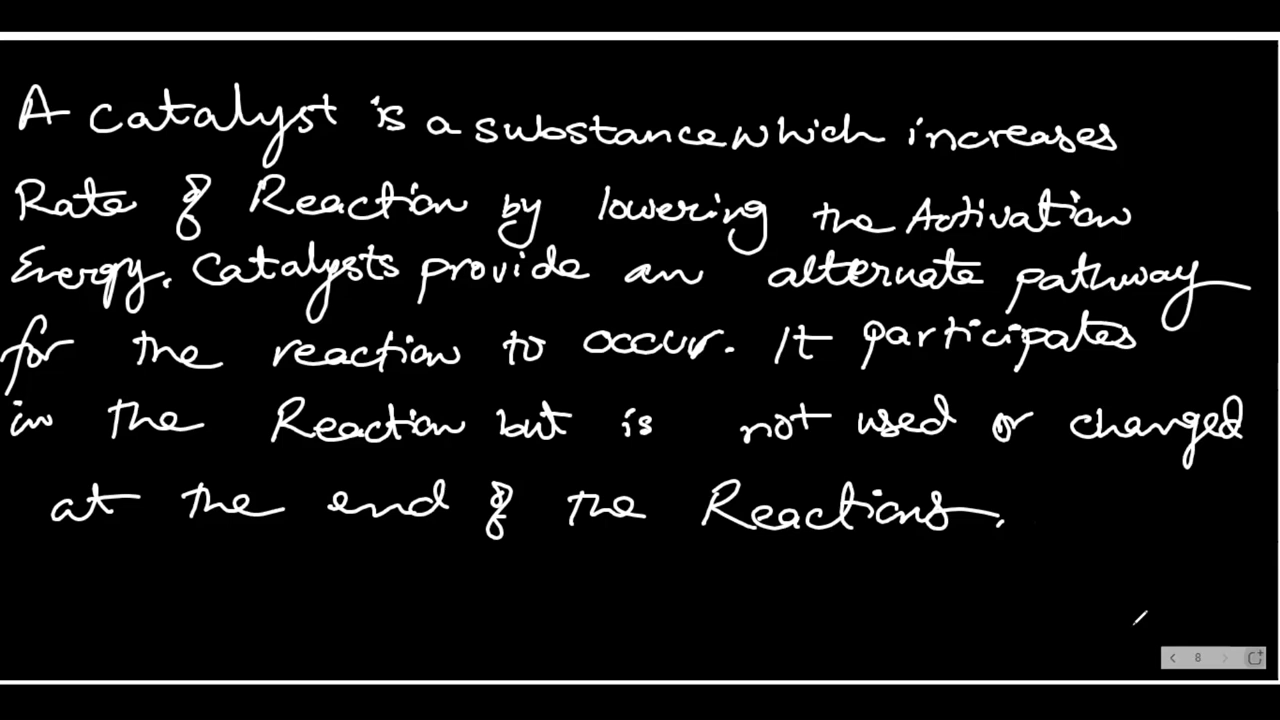 A catalyst is a substance which increases
Rate of Reaction by lowering the Activation
Energy. Catalysts provide an alternate pathway
for the reaction to occur. It participates
in the Reaction but is not used or changed
at the end of the Reactions.
8